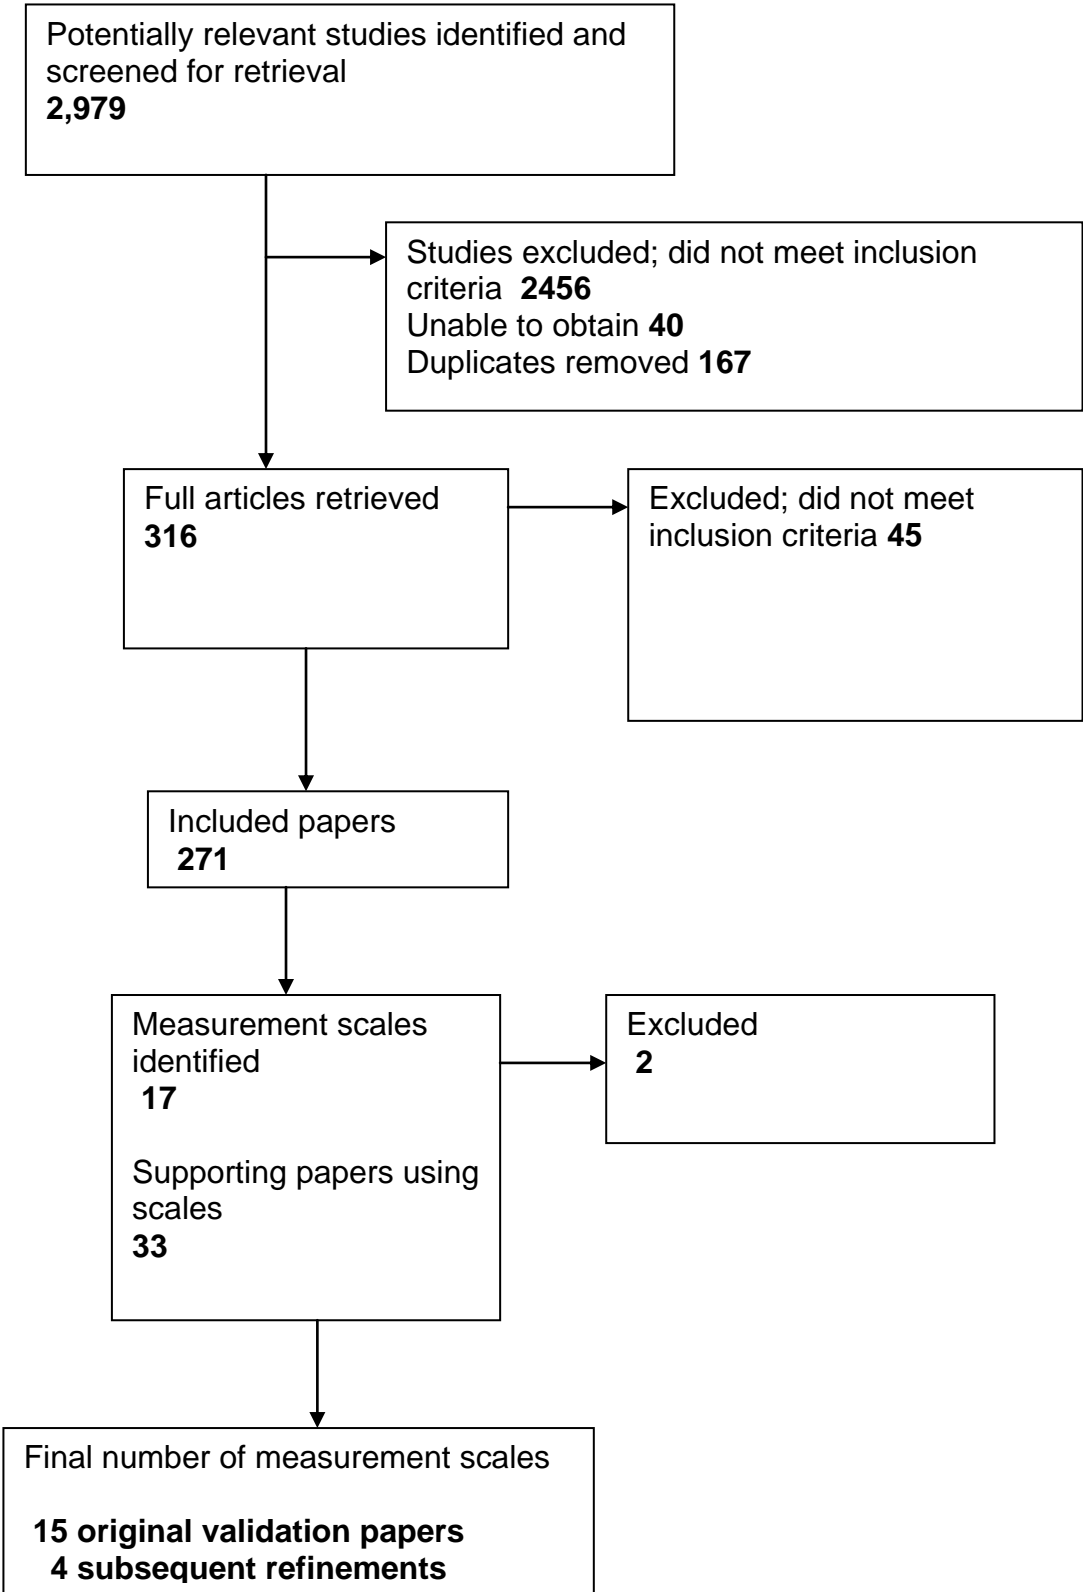 Potentially relevant studies identified and
screened for retrieval
2,979
Studies excluded; did not meet inclusion
criteria 2456
Unable to obtain 40
Duplicates removed 167
Full articles retrieved
316
Excluded; did not meet
inclusion criteria 45
Included papers
271
Measurement scales
identified
17
Supporting papers using
scales
33
Excluded
2
Final number of measurement scales
15 original validation papers
4 subsequent refinements